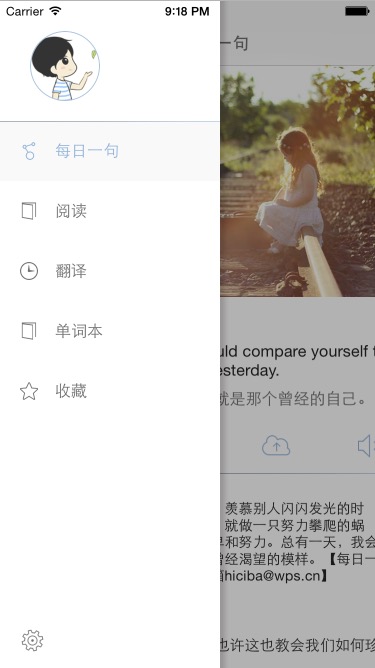 Carrier 9:18 PM
每日一句
阅读
翻译
单词本
收藏
一句
uld compare yourself t
esterday.
就是那个曾经的自己。
羡慕别人闪闪发光的时
就做一只努力攀爬的蜗
和努力。总有一天，我会
曾经渴望的模样。【每日一
hiciba@wps.cn】
也许这也教会我们如何珍